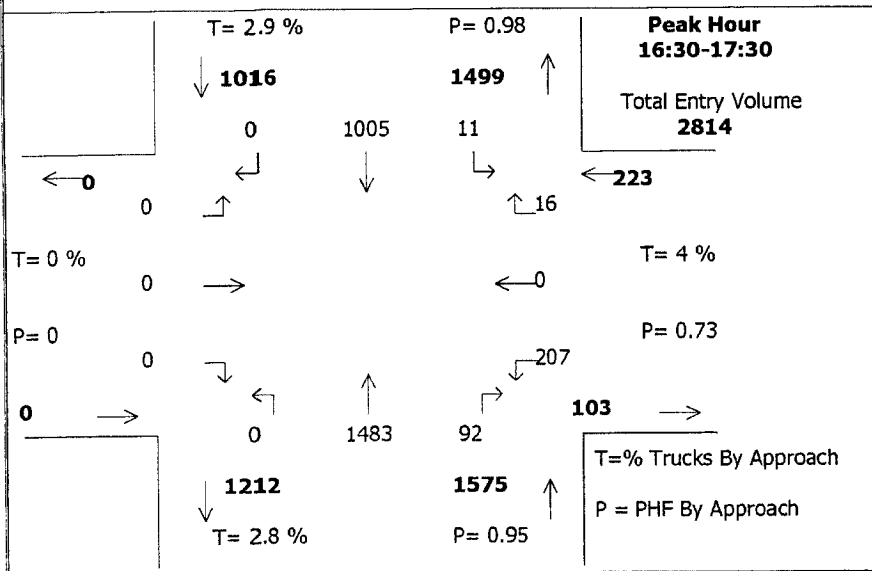 T= 2.9 % P= 0.98 Peak Hour
16:30-17:30
1016 1499
Total Entry Volume
0 1005 11 2814
0 223
0 16
T= 0 % T= 4 %
0 0
P= 0 P= 0.73
0 207
0 103
0 1483 92
T=% Trucks By Approach
1212 1575
P = PHF By Approach
T= 2.8 % P= 0.95